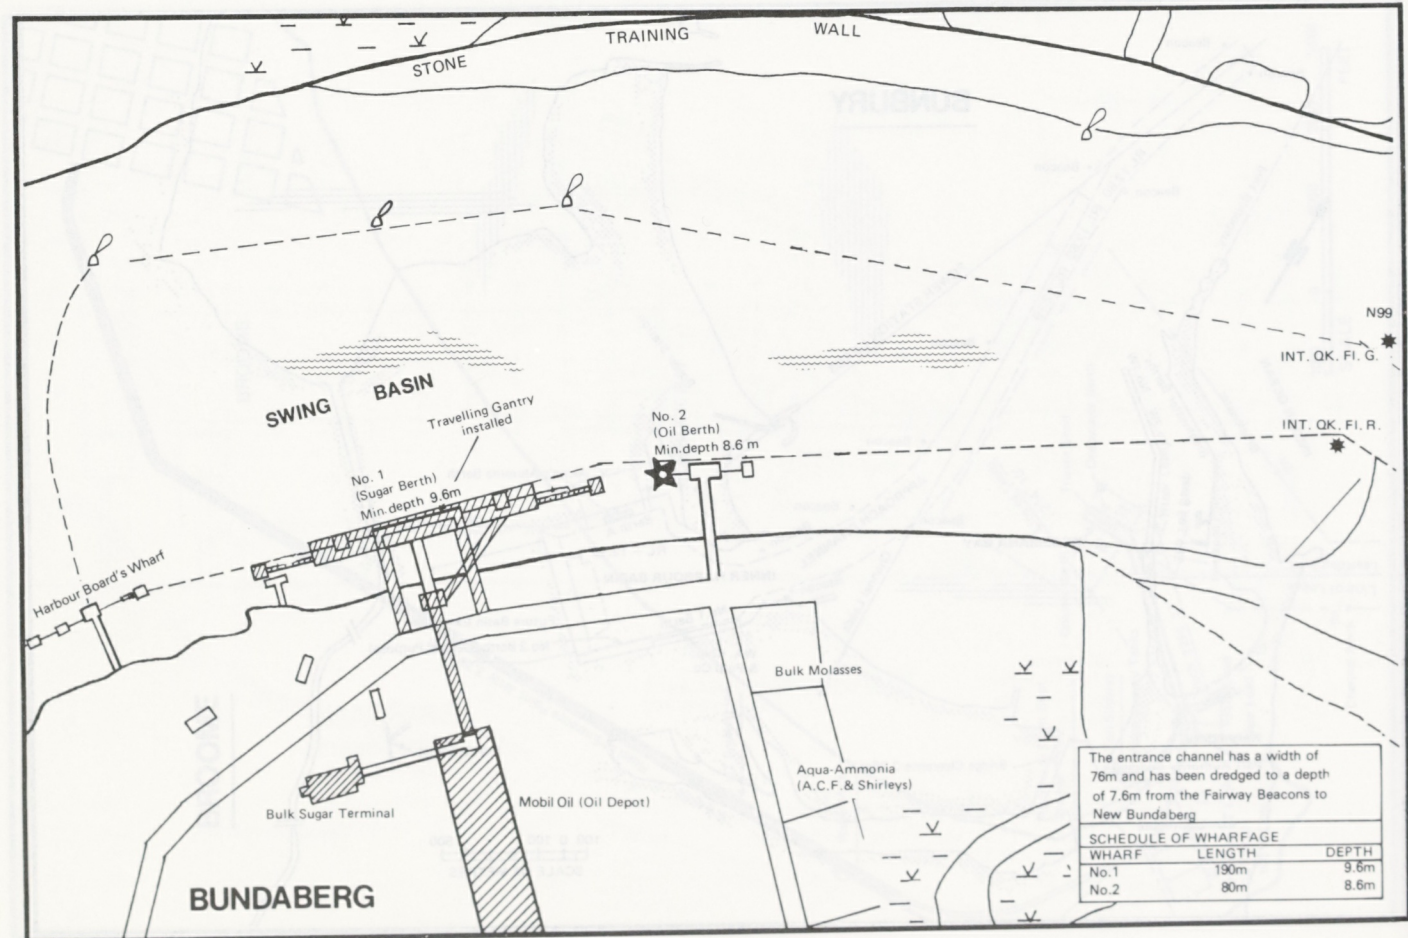 STONE TRAINING WALL
N99
INT. QK. FI. G.
SWING BASIN
Travelling Gantry
installed
No. 2
(Oil Berth)
Min.depth 8.6 m
INT. QK. FI. R.
No. 1
(Sugar Berth)
Min.depth 9.6m
Harbour Board's Wharf
Bulk Molasses
Aqua-Ammonia
(A.C.F.& Shirleys)
Mobil Oil (Oil Depot)
Bulk Sugar Terminal
BUNDABERG
The entrance channel has a width of
76m and has been dredged to a depth
of 7.6m from the Fairway Beacons to
New Bundaberg
SCHEDULE OF WHARFAGE
WHARF LENGTH DEPTH
No.1 190m 9.6m
No.2 80m 8.6m